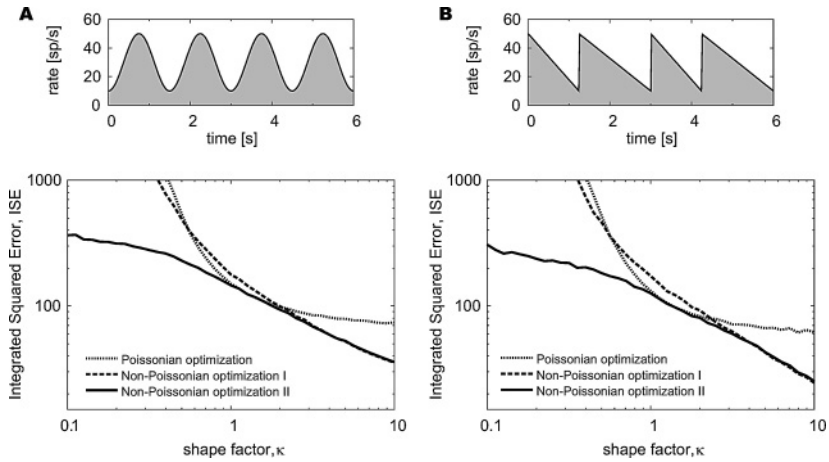 A
60
40
20
0
rate [sp/s]
0 2 4 6
time [s]
B
60
40
20
0
rate [sp/s]
0 2 4 6
time [s]
1000
100
Integrated Squared Error, ISE
Poissonian optimization
Non-Poissonian optimization I
Non-Poissonian optimization II
0.1 1 10
shape factor,κ
1000
100
Integrated Squared Error, ISE
Poissonian optimization
Non-Poissonian optimization I
Non-Poissonian optimization II
0.1 1 10
shape factor,κ